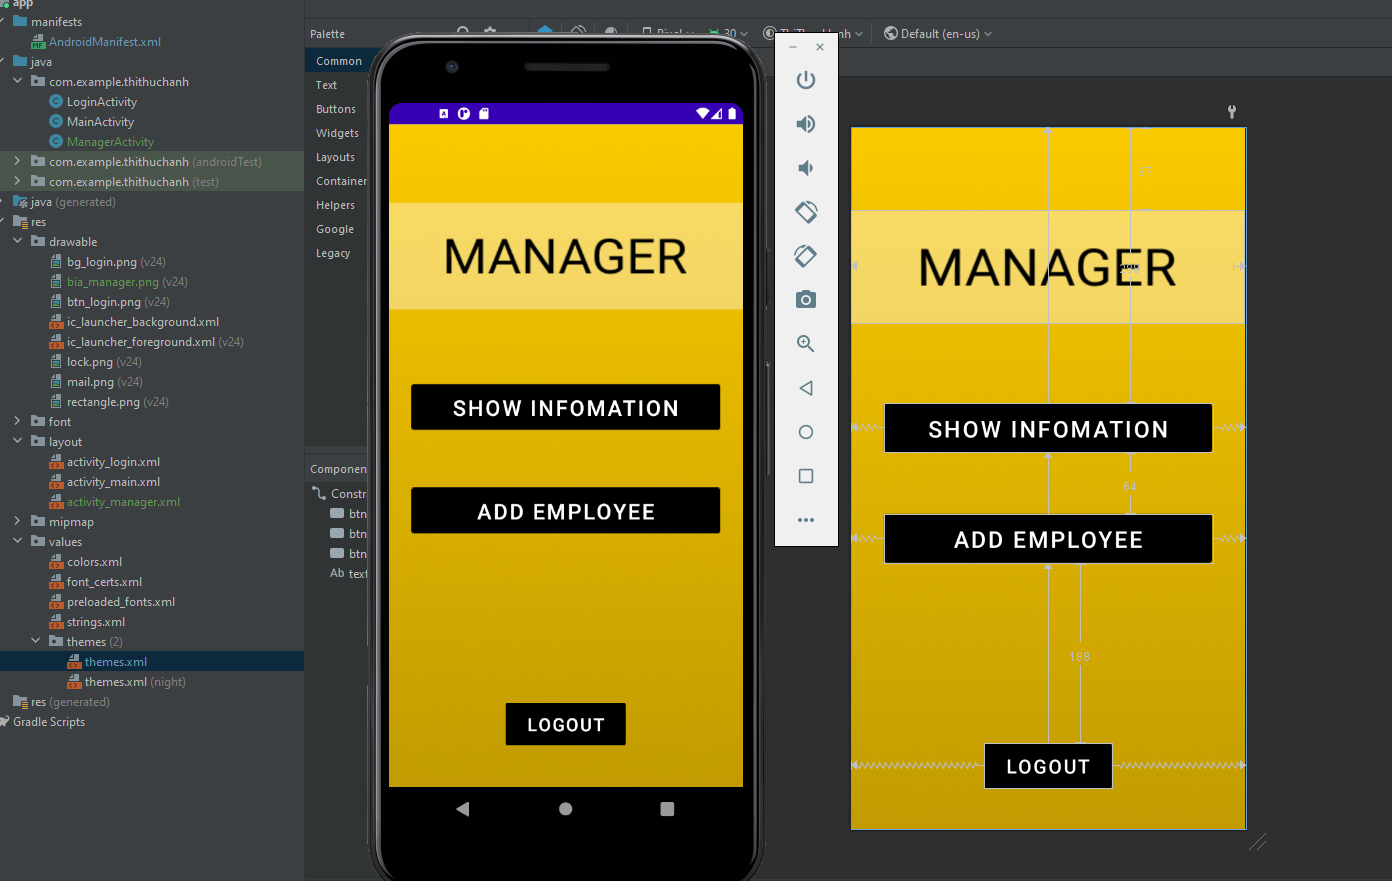 app
manifests
AndroidManifest.xml
java
com.example.thithuchanh
LoginActivity
MainActivity
ManagerActivity
com.example.thithuchanh (androidTest)
com.example.thithuchanh (test)
java (generated)
res
drawable
bg_login.png (v24)
bia_manager.png (v24)
btn_login.png (v24)
ic_launcher_background.xml
ic_launcher_foreground.xml (v24)
lock.png (v24)
mail.png (v24)
rectangle.png (v24)
font
layout
activity_login.xml
activity_main.xml
activity_manager.xml
mipmap
values
colors.xml
font_certs.xml
preloaded_fonts.xml
strings.xml
themes (2)
themes.xml
themes.xml (night)
res (generated)
Gradle Scripts
Palette
Common
Text
Buttons
Widgets
Layouts
Container
Helpers
Google
Legacy
Componen
Constr
btn
btn
btn
Ab text
Pixel
30
Default (en-us)
MANAGER
SHOW INFOMATION
ADD EMPLOYEE
LOGOUT
MANAGER
SHOW INFOMATION
64
ADD EMPLOYEE
188
LOGOUT